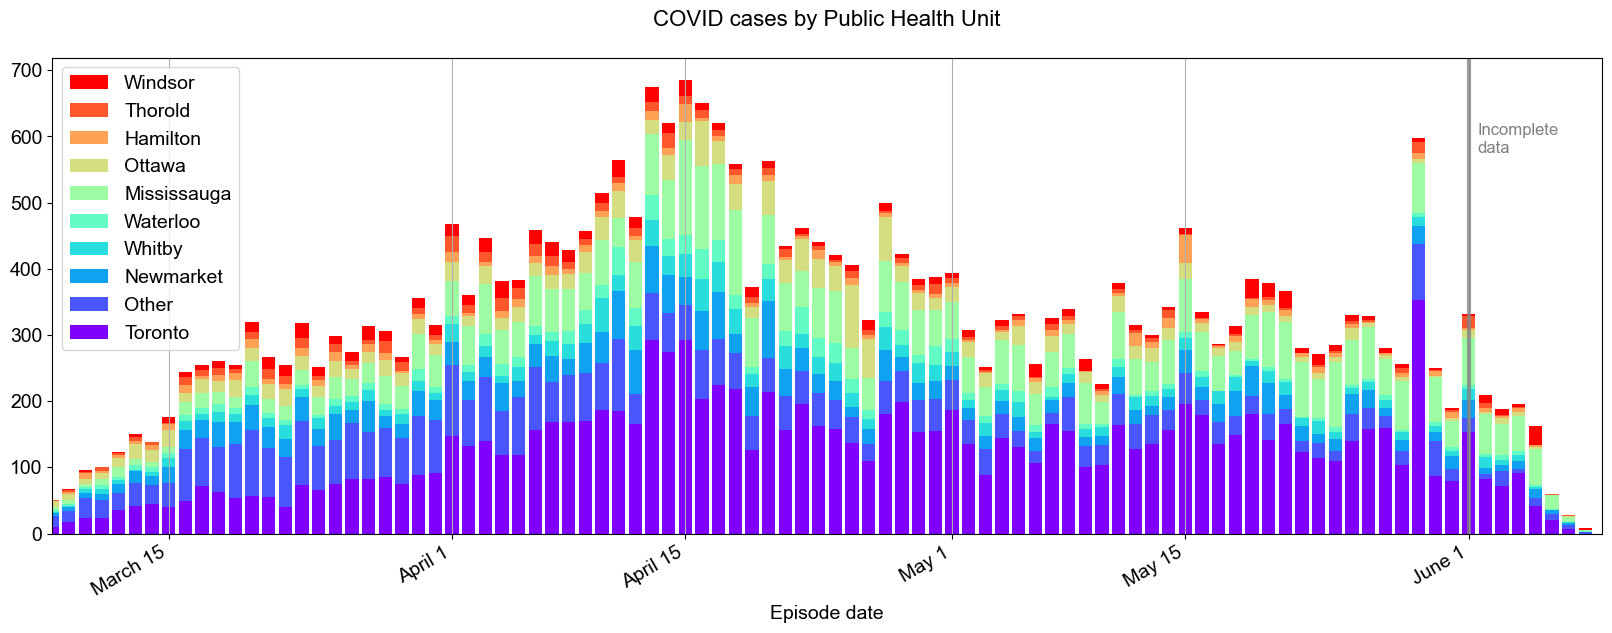 COVID cases by Public Health Unit
700
600
500
400
300
200
100
0
Windsor
Thorold
Hamilton
Ottawa
Mississauga
Waterloo
Whitby
Newmarket
Other
Toronto
Incomplete
data
March 15
April 1
April 15
May 1
May 15
June 1
Episode date